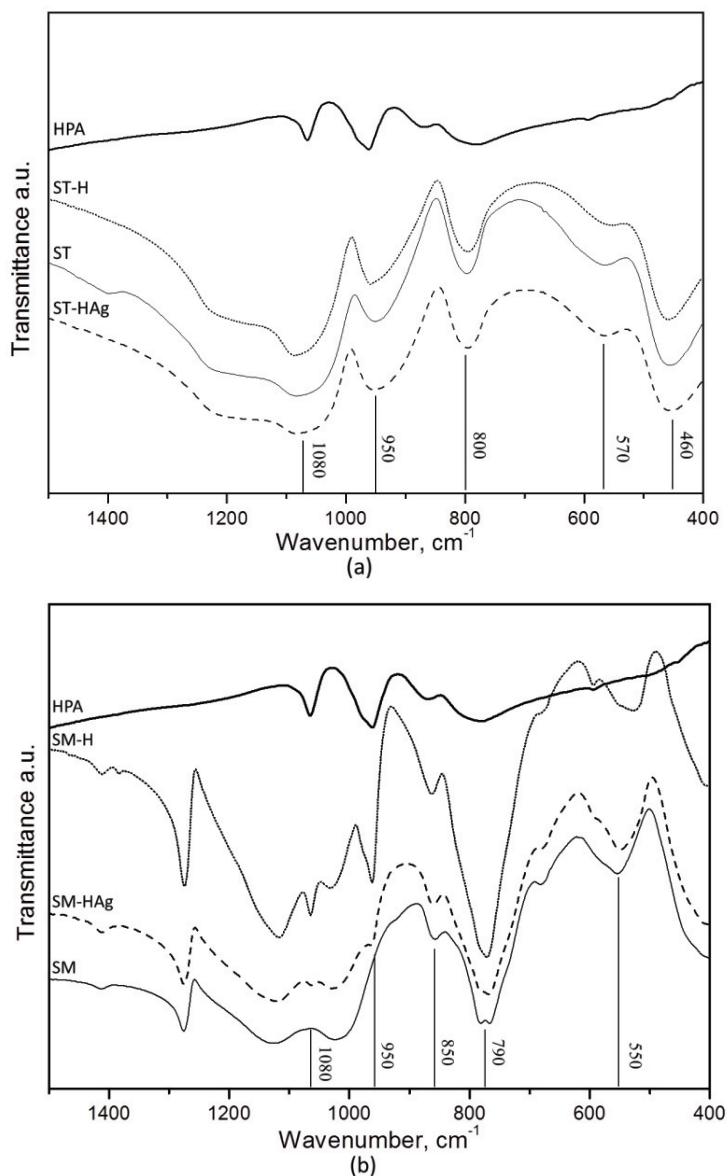 HPA
ST-H
ST
ST-HAg
Transmittance a.u.
1080
950
800
570
460
1400
1200
1000
800
600
400
Wavenumber, cm⁻¹
(a)
HPA
SM-H
SM-HAg
SM
Transmittance a.u.
1080
950
850
790
550
1400
1200
1000
800
600
400
Wavenumber, cm⁻¹
(b)